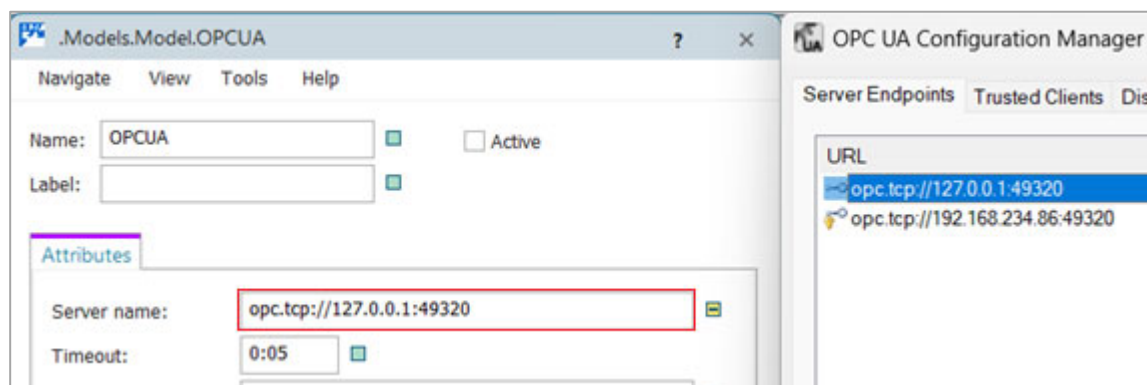 .Models.Model.OPCUA ? ×
Navigate View Tools Help
Name: OPCUA Active
Label:
Attributes
Server name: opc.tcp://127.0.0.1:49320
Timeout: 0:05
UA OPC UA Configuration Manager
Server Endpoints Trusted Clients Dis
URL
opc.tcp://127.0.0.1:49320
opc.tcp://192.168.234.86:49320